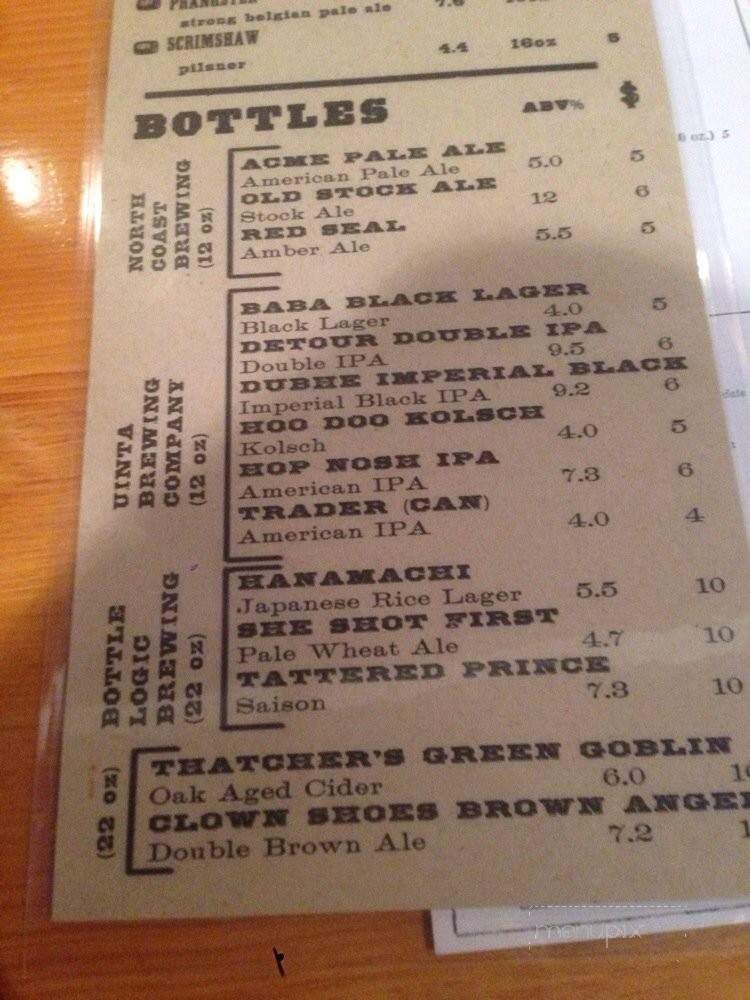 PRANKSTER
strong belgian pale ale 7.6
SCRIMSHAW 4.4 16oz 5
pilsner
BOTTLES ABV% $
NORTH COAST BREWING (12 oz)
ACME PALE ALE
American Pale Ale 5.0 5
OLD STOCK ALE
Stock Ale 12 6
RED SEAL
Amber Ale 5.5 5
UINTA BREWING COMPANY (12 oz)
BABA BLACK LAGER
Black Lager 4.0 5
DETOUR DOUBLE IPA
Double IPA 9.5 6
DUBHE IMPERIAL BLACK
Imperial Black IPA 9.2 6
HOO DOO KOLSCH
Kolsch 4.0 5
HOP NOSH IPA
American IPA 7.3 6
TRADER (CAN)
American IPA 4.0 4
BOTTLE LOGIC BREWING (22 oz)
HANAMACHI
Japanese Rice Lager 5.5 10
SHE SHOT FIRST
Pale Wheat Ale 4.7 10
TATTERED PRINCE
Saison 7.3 10
(22 oz)
THATCHER'S GREEN GOBLIN
Oak Aged Cider 6.0
CLOWN SHOES BROWN ANGEL
Double Brown Ale 7.2
6 oz.) 5
menupix